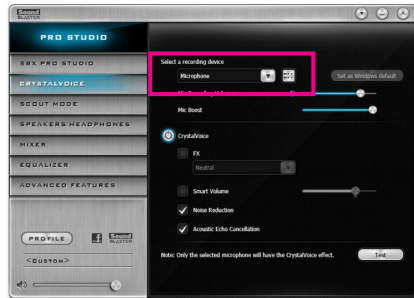 Sound
BLASTER
PRO STUDIO
SBX PRO STUDIO
CRYSTALVOICE
SCOUT MODE
SPEAKERS/HEADPHONES
MIXER
EQUALIZER
ADVANCED FEATURES
PROFILE
Sound
BLASTER
<CUSTOM>
Select a recording device
Microphone
Set as Windows default
Mic Boost
CrystalVoice
FX
Neutral
Smart Volume
Noise Reduction
Acoustic Echo Cancellation
Note: Only the selected microphone will have the CrystalVoice effect.
Test